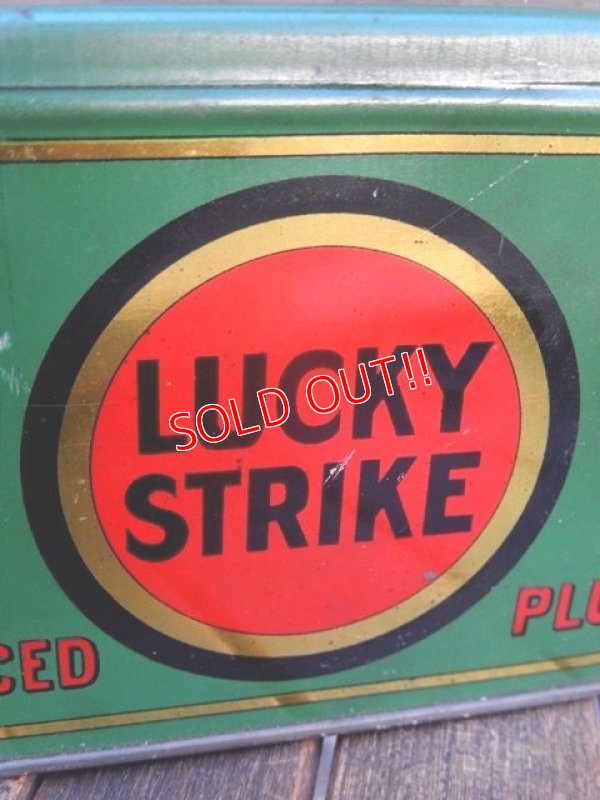 LUCKY
STRIKE
SOLD OUT!!
CED
PLU